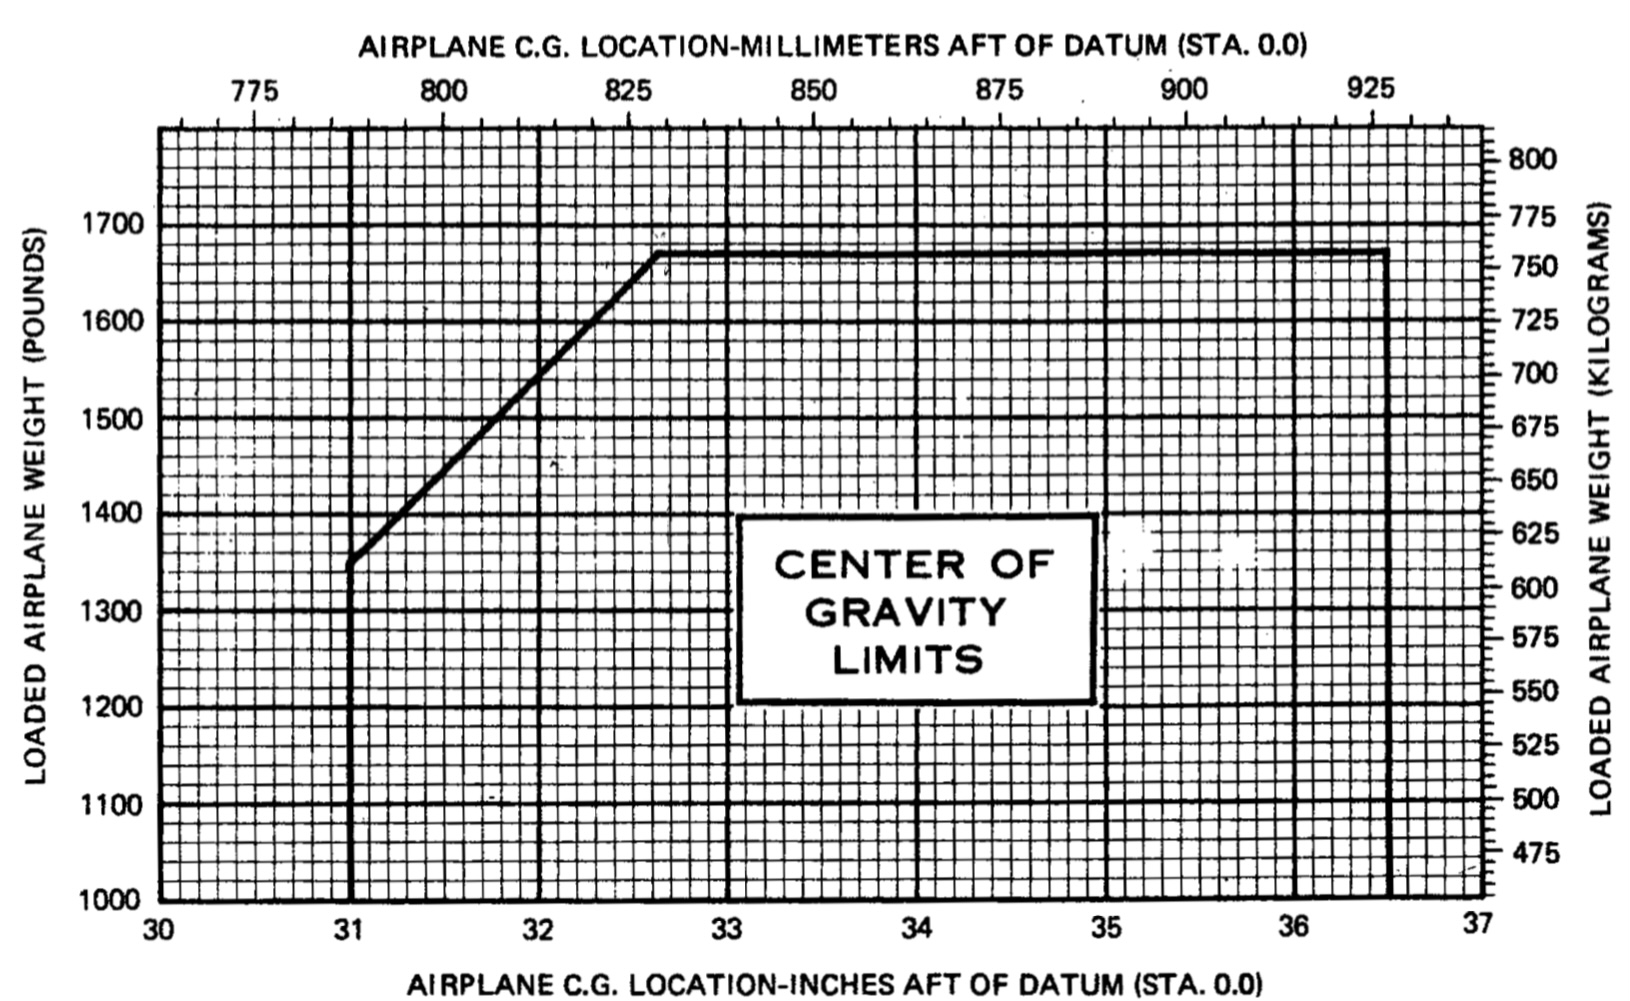 AIRPLANE C.G. LOCATION-MILLIMETERS AFT OF DATUM (STA. 0.0)
775 800 825 850 875 900 925
LOADED AIRPLANE WEIGHT (POUNDS)
1700
1600
1500
1400
1300
1200
1100
1000
CENTER OF
GRAVITY
LIMITS
800
775
750
725
700
675
650
625
600
575
550
525
500
475
LOADED AIRPLANE WEIGHT (KILOGRAMS)
30 31 32 33 34 35 36 37
AIRPLANE C.G. LOCATION-INCHES AFT OF DATUM (STA. 0.0)